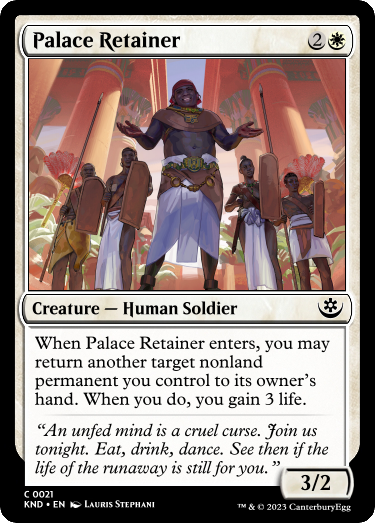 Palace Retainer 2
Creature — Human Soldier
When Palace Retainer enters, you may
return another target nonland
permanent you control to its owner's
hand. When you do, you gain 3 life.
“An unfed mind is a cruel curse. Join us
tonight. Eat, drink, dance. See then if the
life of the runaway is still for you.”
3/2
C 0021
KND • EN Lauris Stephani
™ & © 2023 CanterburyEgg